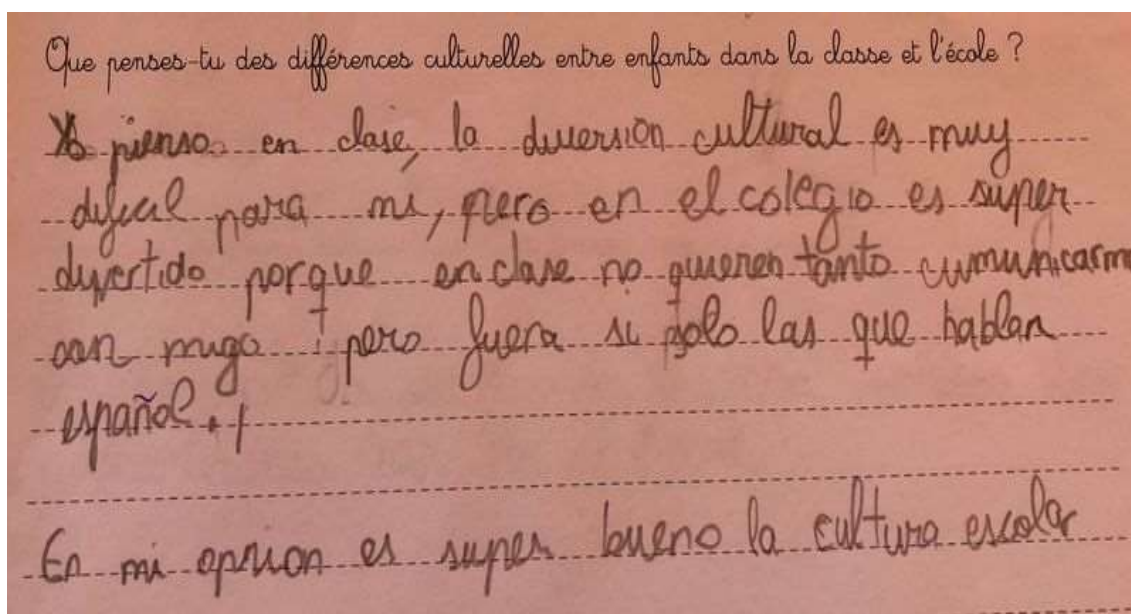 Que penses-tu des différences culturelles entre enfants dans la classe et l'école ?
Yo pienso en clase, la diversion cultural es muy
dificil para mi, pero en el colegio es super
divertido porque en clase no quieren tanto cumunicarme
con migo ! pero fuera si solo las que hablan
español.
En mi opnion es super bueno la cultura escolar